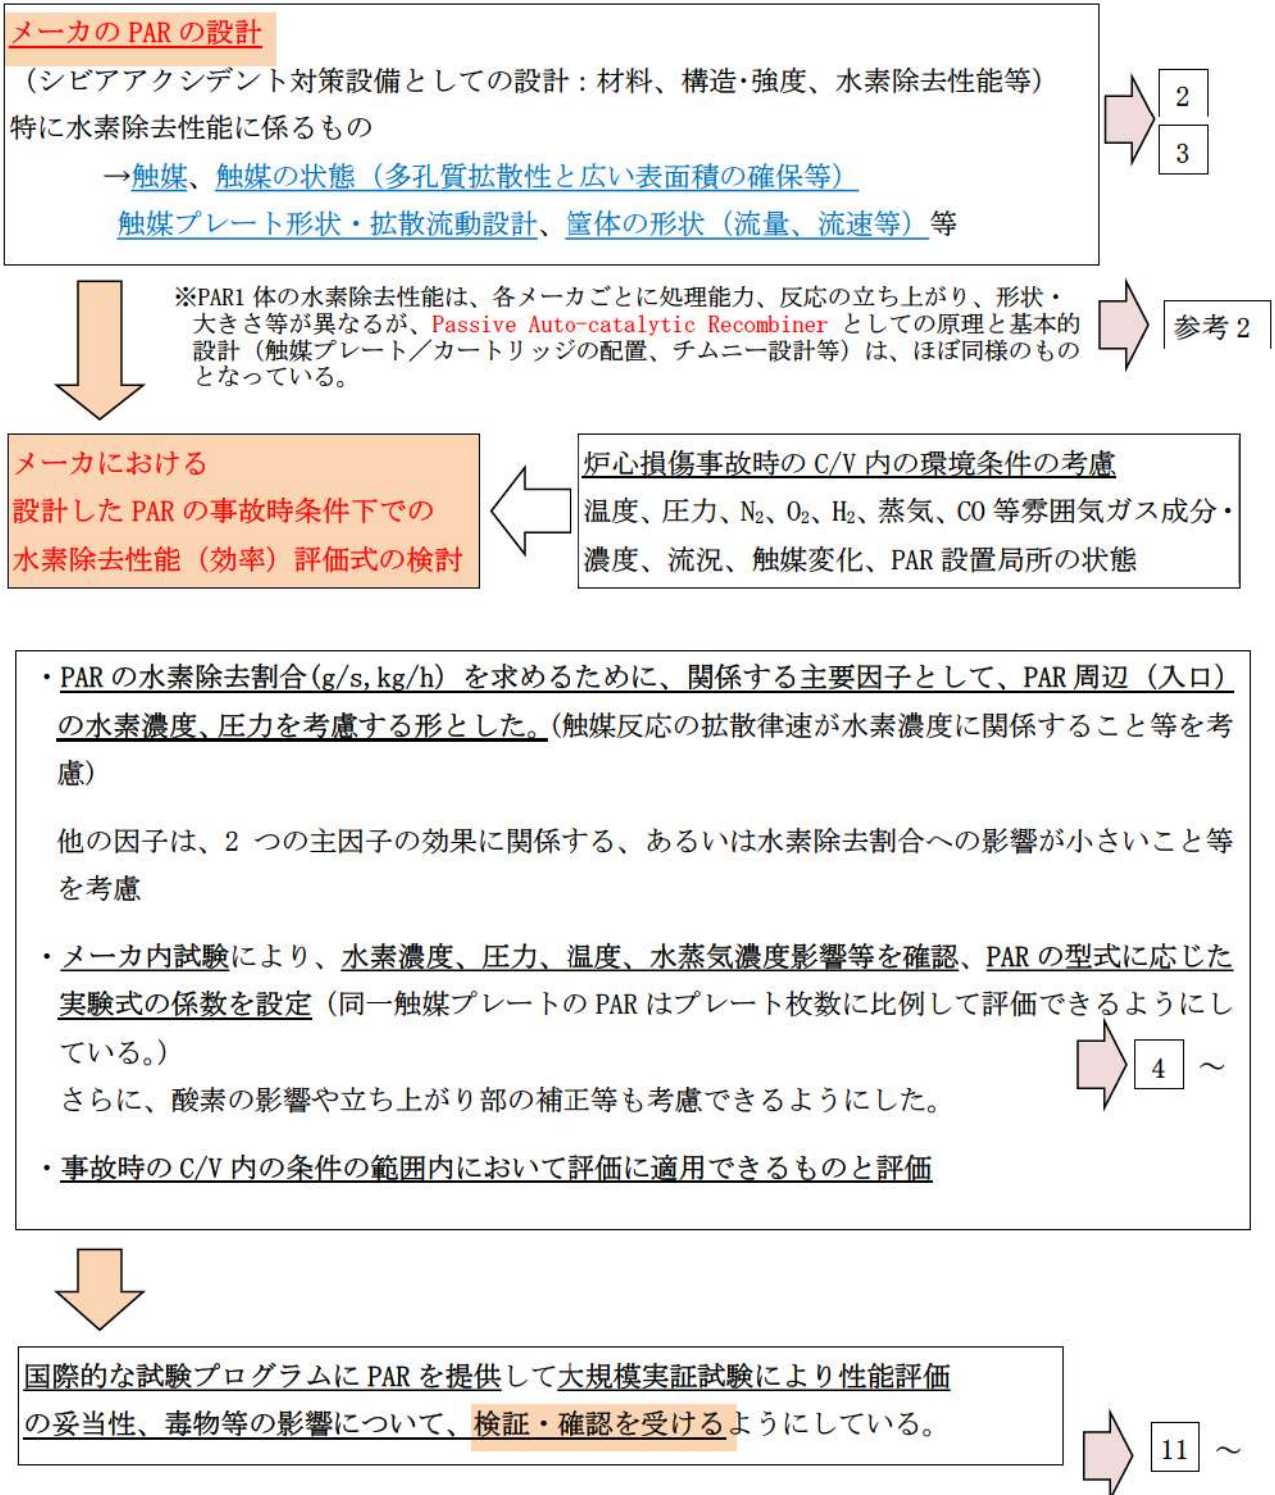 メーカの PAR の設計
（シビアアクシデント対策設備としての設計：材料、構造・強度、水素除去性能等）
2
特に水素除去性能に係るもの
3
→触媒、触媒の状態（多孔質拡散性と広い表面積の確保等）
触媒プレート形状・拡散流動設計、筐体の形状（流量、流速等）等
※PAR1 体の水素除去性能は、各メーカごとに処理能力、反応の立ち上がり、形状・
大きさ等が異なるが、Passive Auto-catalytic Recombiner としての原理と基本的
設計（触媒プレート／カートリッジの配置、チムニー設計等）は、ほぼ同様のもの
となっている。
参考 2
メーカにおける
設計した PAR の事故時条件下での
水素除去性能（効率）評価式の検討
炉心損傷事故時の C/V 内の環境条件の考慮
温度、圧力、N₂、O₂、H₂、蒸気、CO 等雰囲気ガス成分・
濃度、流況、触媒変化、PAR 設置局所の状態
・PAR の水素除去割合(g/s,kg/h) を求めるために、関係する主要因子として、PAR 周辺（入口）
の水素濃度、圧力を考慮する形とした。(触媒反応の拡散律速が水素濃度に関係すること等を考
慮)
他の因子は、2 つの主因子の効果に関係する、あるいは水素除去割合への影響が小さいこと等
を考慮
・メーカ内試験により、水素濃度、圧力、温度、水蒸気濃度影響等を確認、PAR の型式に応じた
実験式の係数を設定（同一触媒プレートの PAR はプレート枚数に比例して評価できるようにし
ている。）
4 ～
さらに、酸素の影響や立ち上がり部の補正等も考慮できるようにした。
・事故時の C/V 内の条件の範囲内において評価に適用できるものと評価
国際的な試験プログラムに PAR を提供して大規模実証試験により性能評価
の妥当性、毒物等の影響について、検証・確認を受けるようにしている。
11 ～